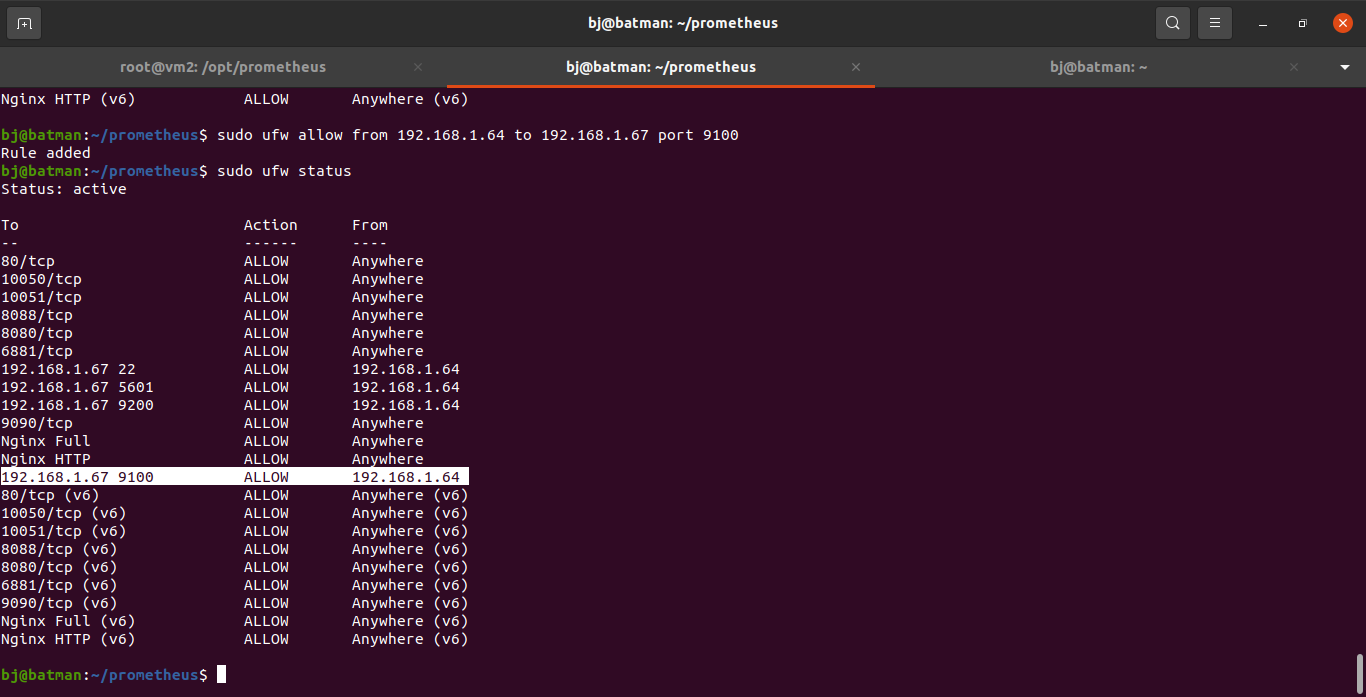 bj@batman: ~/prometheus
root@vm2: /opt/prometheus
bj@batman: ~/prometheus
bj@batman: ~
Nginx HTTP (v6)            ALLOW       Anywhere (v6)
bj@batman:~/prometheus$ sudo ufw allow from 192.168.1.64 to 192.168.1.67 port 9100
Rule added
bj@batman:~/prometheus$ sudo ufw status
Status: active
To                         Action      From
--                         ------      ----
80/tcp                     ALLOW       Anywhere
10050/tcp                  ALLOW       Anywhere
10051/tcp                  ALLOW       Anywhere
8088/tcp                   ALLOW       Anywhere
8080/tcp                   ALLOW       Anywhere
6881/tcp                   ALLOW       Anywhere
192.168.1.67 22            ALLOW       192.168.1.64
192.168.1.67 5601          ALLOW       192.168.1.64
192.168.1.67 9200          ALLOW       192.168.1.64
9090/tcp                   ALLOW       Anywhere
Nginx Full                 ALLOW       Anywhere
Nginx HTTP                 ALLOW       Anywhere
192.168.1.67 9100          ALLOW       192.168.1.64
80/tcp (v6)                ALLOW       Anywhere (v6)
10050/tcp (v6)             ALLOW       Anywhere (v6)
10051/tcp (v6)             ALLOW       Anywhere (v6)
8088/tcp (v6)              ALLOW       Anywhere (v6)
8080/tcp (v6)              ALLOW       Anywhere (v6)
6881/tcp (v6)              ALLOW       Anywhere (v6)
9090/tcp (v6)              ALLOW       Anywhere (v6)
Nginx Full (v6)            ALLOW       Anywhere (v6)
Nginx HTTP (v6)            ALLOW       Anywhere (v6)
bj@batman:~/prometheus$